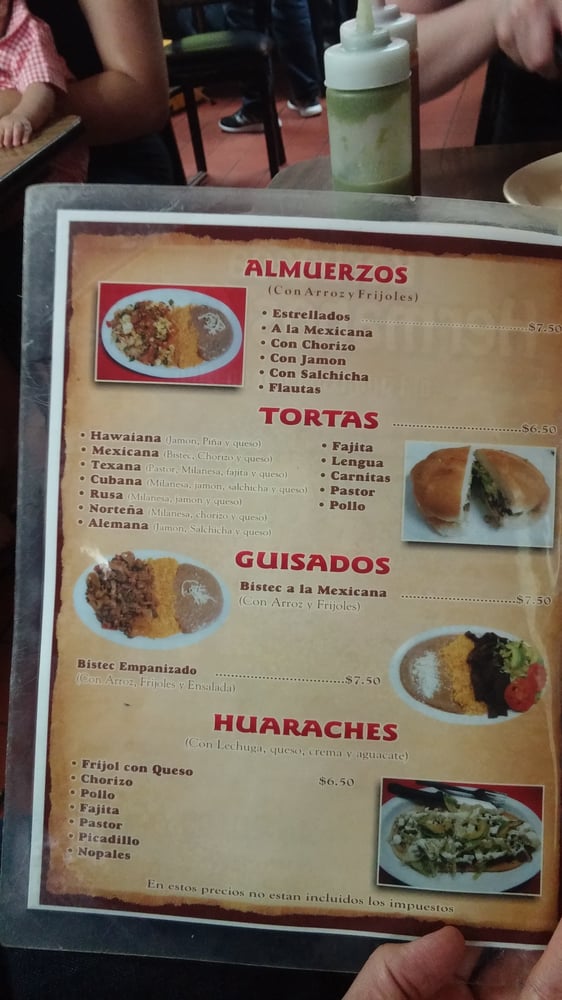 ALMUERZOS
(Con Arroz y Frijoles)
• Estrellados ........................ $7.50
• A la Mexicana
• Con Chorizo
• Con Jamon
• Con Salchicha
• Flautas
TORTAS ........................ $6.50
• Hawaiana (Jamon, Piña y queso)
• Mexicana (Bistec, Chorizo y queso)
• Texana (Pastor, Milanesa, fajita y queso)
• Cubana (Milanesa, jamon, salchicha y queso)
• Rusa (Milanesa, jamon y queso)
• Norteña (Milanesa, chorizo y queso)
• Alemana (Jamon, Salchicha y queso)
• Fajita
• Lengua
• Carnitas
• Pastor
• Pollo
GUISADOS
Bistec a la Mexicana ........................ $7.50
(Con Arroz y Frijoles)
Bistec Empanizado ........................ $7.50
(Con Arroz, Frijoles y Ensalada)
HUARACHES
(Con Lechuga, queso, crema y aguacate)
• Frijol con Queso $6.50
• Chorizo
• Pollo
• Fajita
• Pastor
• Picadillo
• Nopales
En estos precios no estan incluidos los impuestos